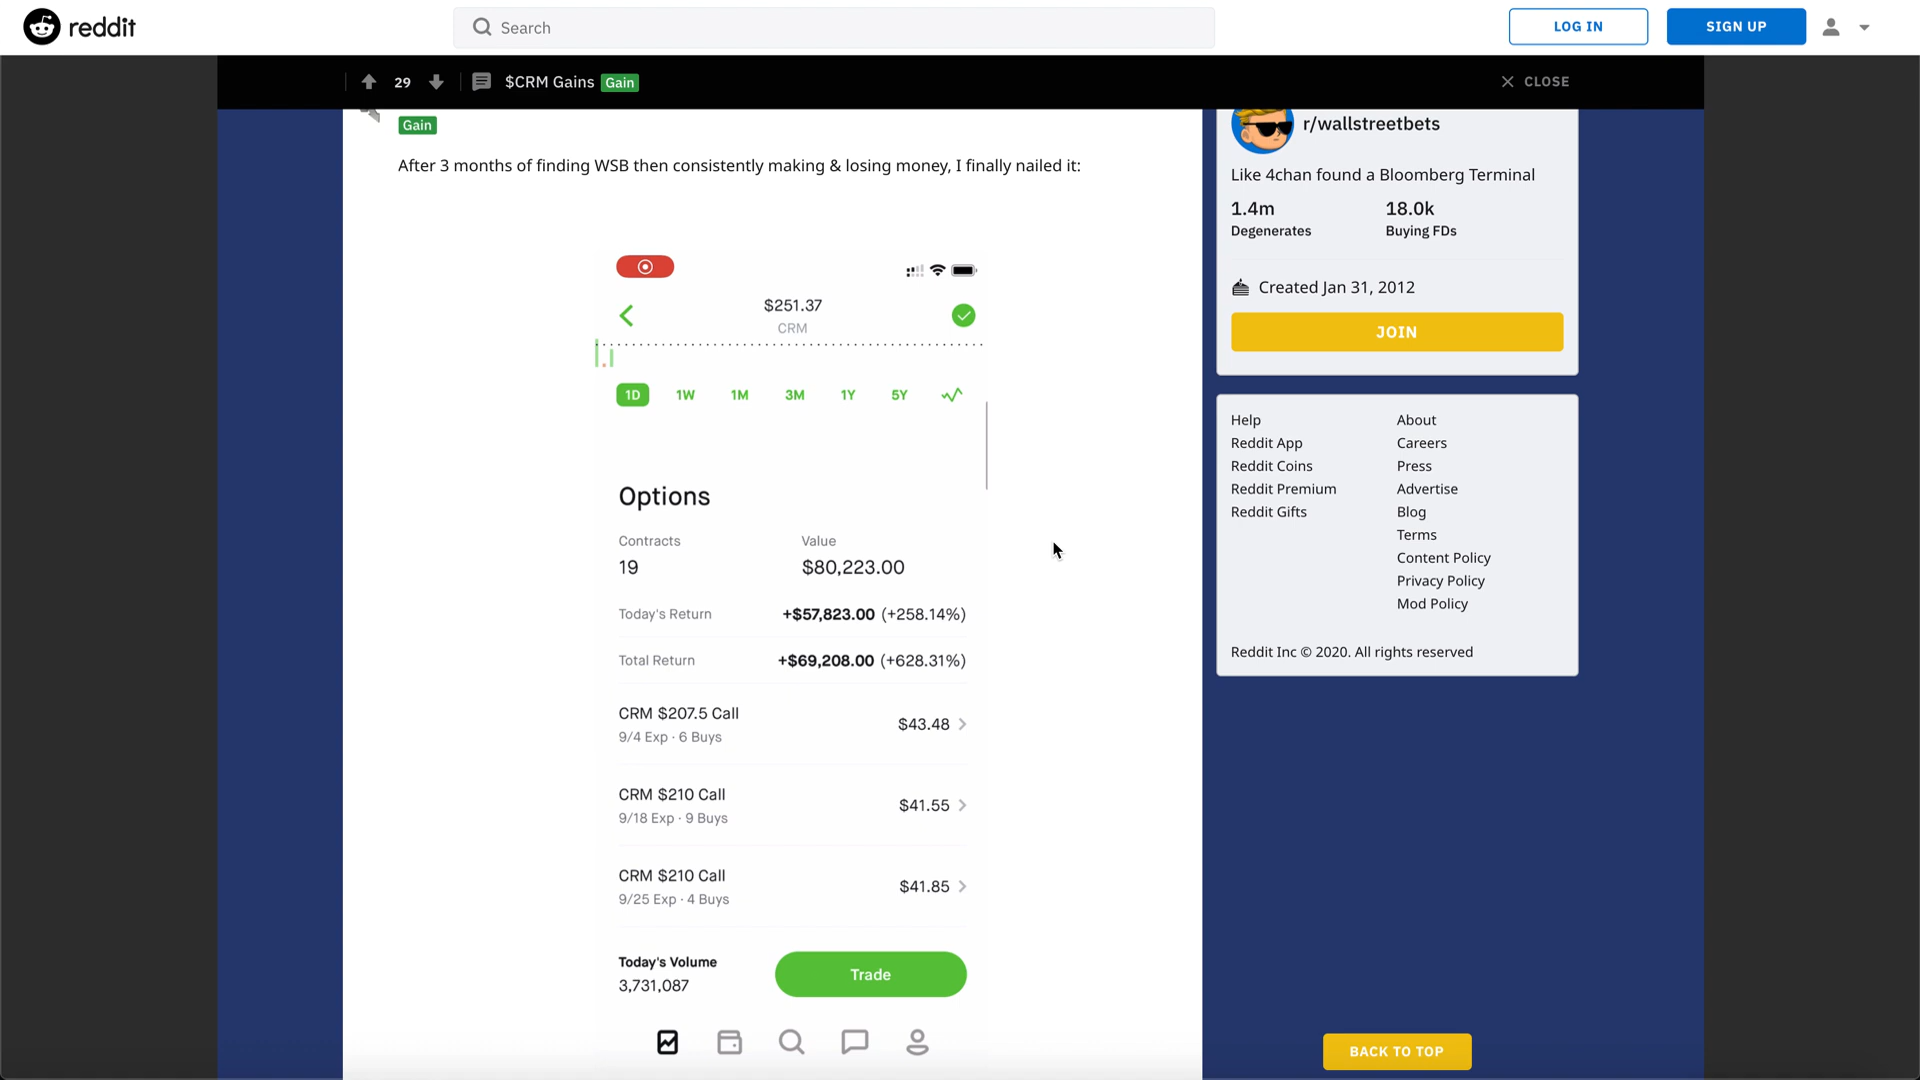 reddit
Search
LOG IN
SIGN UP
29
$CRM Gains Gain
CLOSE
Gain
After 3 months of finding WSB then consistently making & losing money, I finally nailed it:
$251.37
CRM
1D 1W 1M 3M 1Y 5Y
Options
Contracts Value
19 $80,223.00
Today's Return +$57,823.00 (+258.14%)
Total Return +$69,208.00 (+628.31%)
CRM $207.5 Call
$43.48
9/4 Exp · 6 Buys
CRM $210 Call
$41.55
9/18 Exp · 9 Buys
CRM $210 Call
$41.85
9/25 Exp · 4 Buys
Today's Volume
3,731,087
Trade
r/wallstreetbets
Like 4chan found a Bloomberg Terminal
1.4m 18.0k
Degenerates Buying FDs
Created Jan 31, 2012
JOIN
Help About
Reddit App Careers
Reddit Coins Press
Reddit Premium Advertise
Reddit Gifts Blog
Terms
Content Policy
Privacy Policy
Mod Policy
Reddit Inc © 2020. All rights reserved
BACK TO TOP